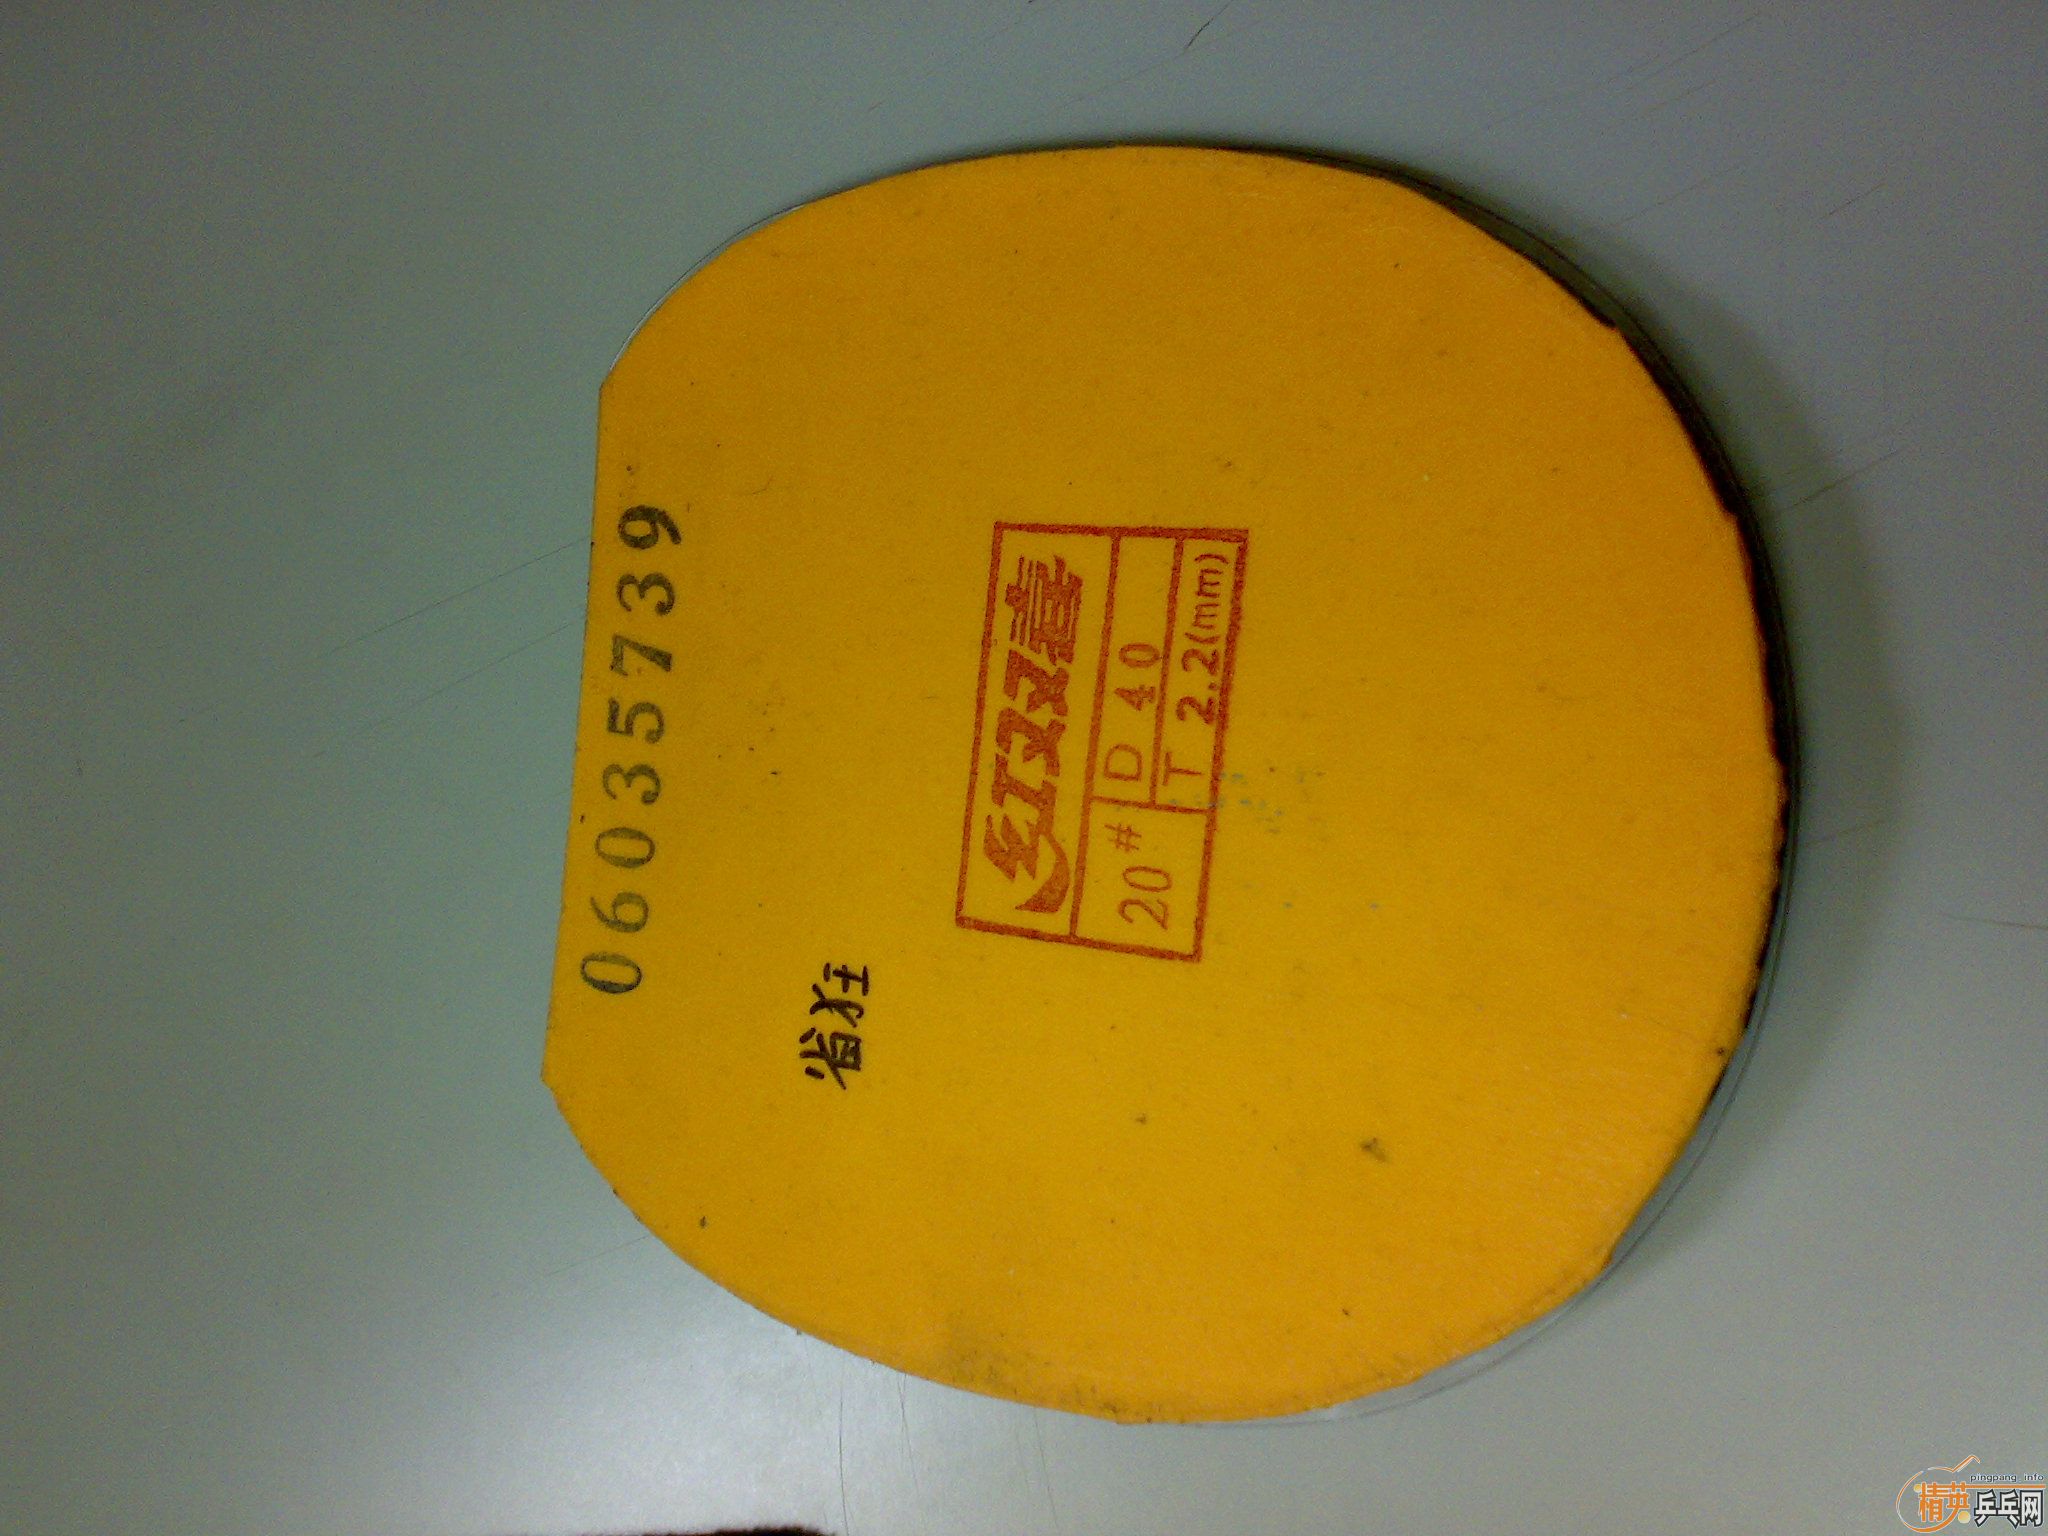 06035739
省狂
红双喜
20# D 40
T 2.2(mm)
pingpang.info
精英乒乓网